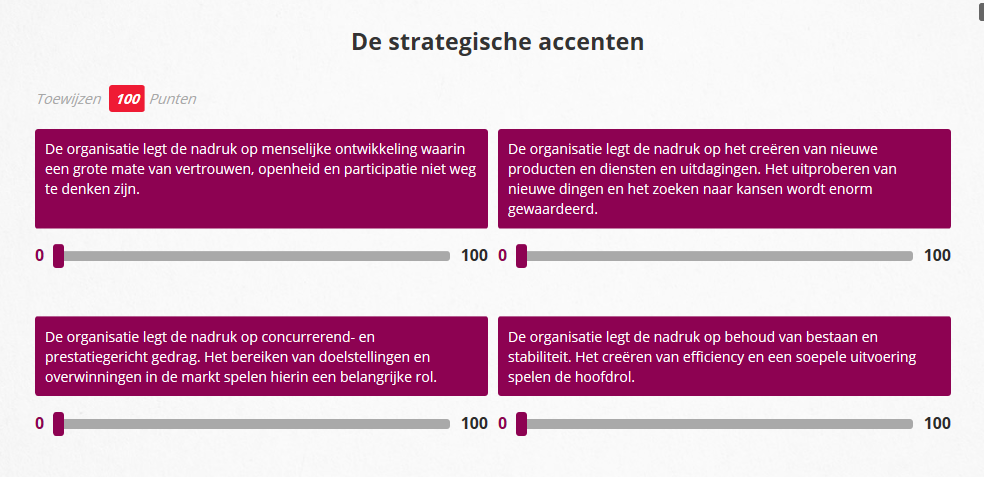 De strategische accenten
Toewijzen 100 Punten
De organisatie legt de nadruk op menselijke ontwikkeling waarin
een grote mate van vertrouwen, openheid en participatie niet weg
te denken zijn.
De organisatie legt de nadruk op het creëren van nieuwe
producten en diensten en uitdagingen. Het uitproberen van
nieuwe dingen en het zoeken naar kansen wordt enorm
gewaardeerd.
0 100
0 100
De organisatie legt de nadruk op concurrerend- en
prestatiegericht gedrag. Het bereiken van doelstellingen en
overwinningen in de markt spelen hierin een belangrijke rol.
De organisatie legt de nadruk op behoud van bestaan en
stabiliteit. Het creëren van efficiency en een soepele uitvoering
spelen de hoofdrol.
0 100
0 100